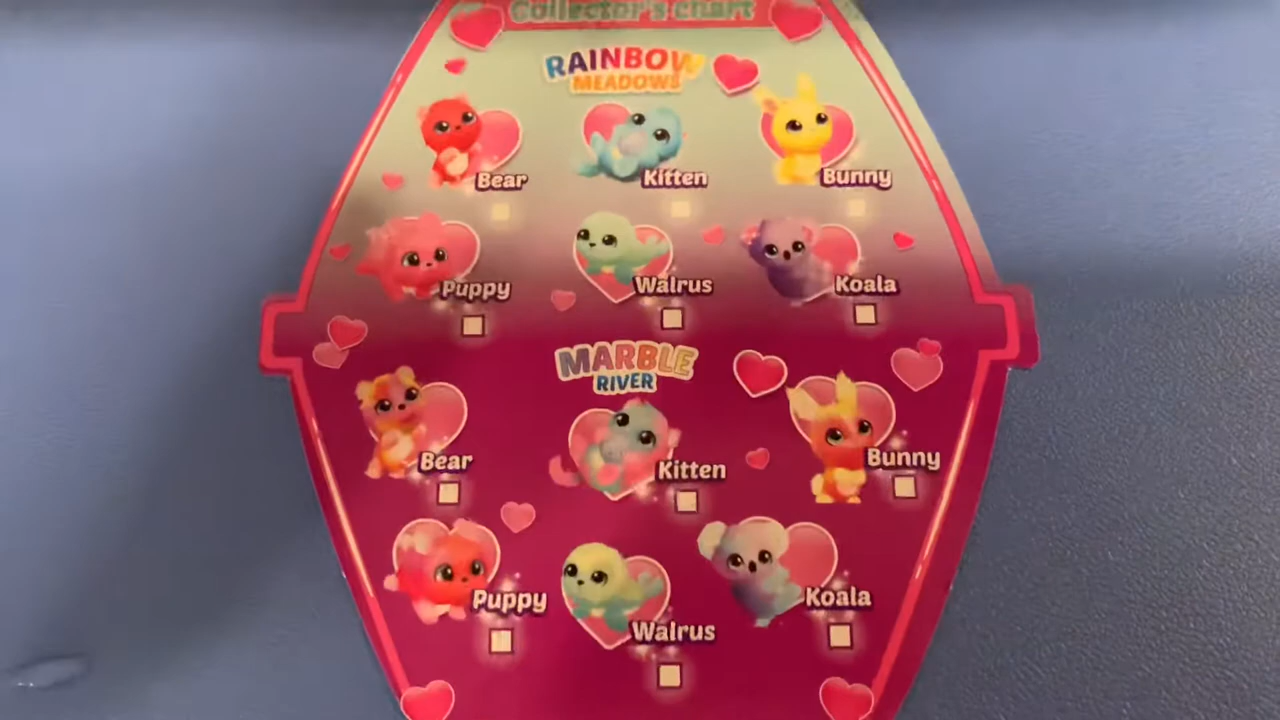 Collector's chart
RAINBOW
MEADOWS
Bear
Kitten
Bunny
Puppy
Walrus
Koala
MARBLE
RIVER
Bear
Kitten
Bunny
Puppy
Walrus
Koala